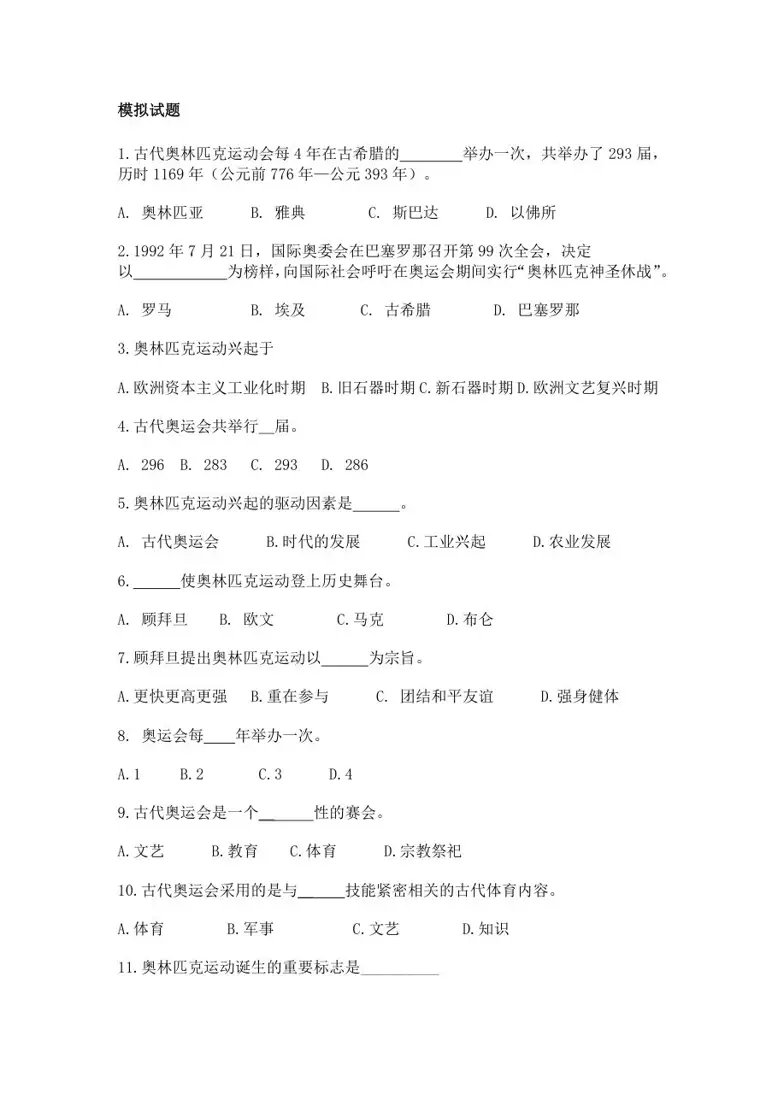 模拟试题
1.古代奥林匹克运动会每 4 年在古希腊的________举办一次，共举办了 293 届，
历时 1169 年（公元前 776 年—公元 393 年）。
A. 奥林匹亚 B. 雅典 C. 斯巴达 D. 以佛所
2.1992 年 7 月 21 日，国际奥委会在巴塞罗那召开第 99 次全会，决定
以____________为榜样，向国际社会呼吁在奥运会期间实行“奥林匹克神圣休战”。
A. 罗马 B. 埃及 C. 古希腊 D. 巴塞罗那
3.奥林匹克运动兴起于
A.欧洲资本主义工业化时期 B.旧石器时期 C.新石器时期 D.欧洲文艺复兴时期
4.古代奥运会共举行__届。
A. 296 B. 283 C. 293 D. 286
5.奥林匹克运动兴起的驱动因素是______。
A. 古代奥运会 B.时代的发展 C.工业兴起 D.农业发展
6.______使奥林匹克运动登上历史舞台。
A. 顾拜旦 B. 欧文 C.马克 D.布仑
7.顾拜旦提出奥林匹克运动以______为宗旨。
A.更快更高更强 B.重在参与 C. 团结和平友谊 D.强身健体
8. 奥运会每____年举办一次。
A.1 B.2 C.3 D.4
9.古代奥运会是一个_______性的赛会。
A.文艺 B.教育 C.体育 D.宗教祭祀
10.古代奥运会采用的是与______技能紧密相关的古代体育内容。
A.体育 B.军事 C.文艺 D.知识
11.奥林匹克运动诞生的重要标志是__________